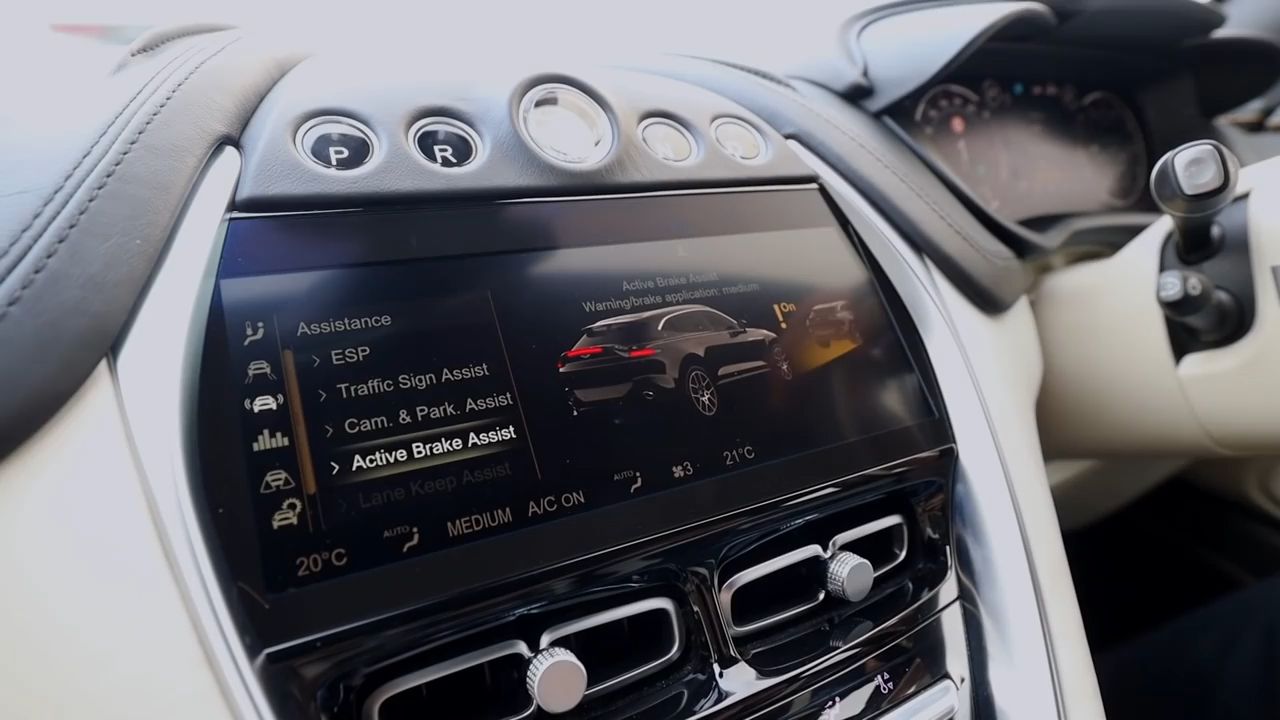 P R N D
Active Brake Assist
Warning/brake application: medium
On
Assistance
ESP
Traffic Sign Assist
Cam. & Park. Assist
Active Brake Assist
Lane Keep Assist
20°C AUTO MEDIUM A/C ON AUTO 3 21°C